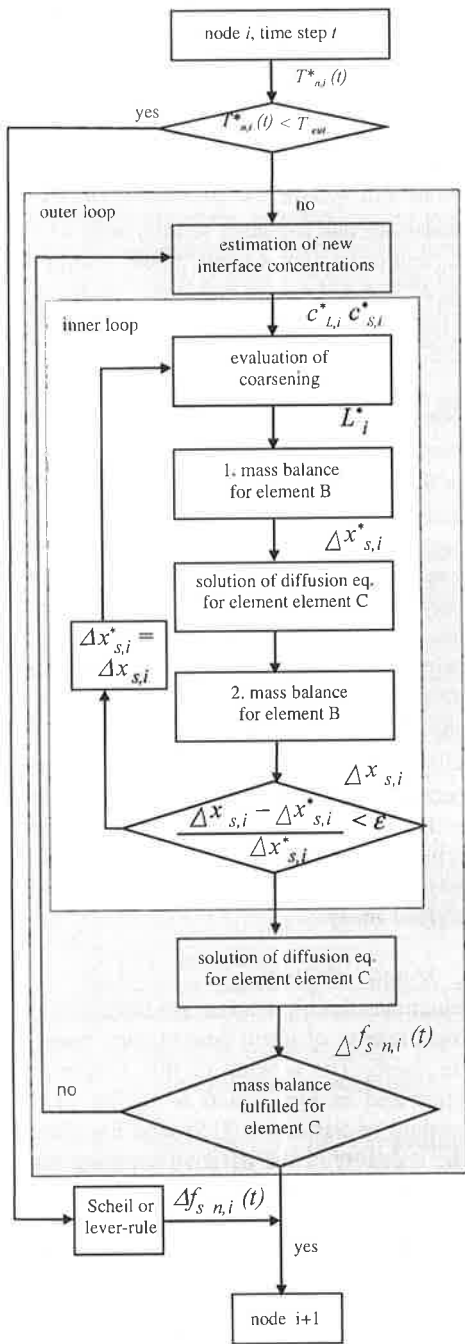 node i, time step t
T*n,i(t)
yes
T*n,i(t) < T eut.
no
outer loop
estimation of new
interface concentrations
c*L,i c*S,i
inner loop
evaluation of
coarsening
L*i
1. mass balance
for element B
Δx*s,i
solution of diffusion eq.
for element element C
Δx*s,i =
Δxs,i
2. mass balance
for element B
Δx s,i
Δx s,i − Δx*s,i < ε
Δx*s,i
solution of diffusion eq.
for element element C
Δfs n,i (t)
no
mass balance
fulfilled for
element C
Scheil or
lever-rule
Δfs n,i (t)
yes
node i+1